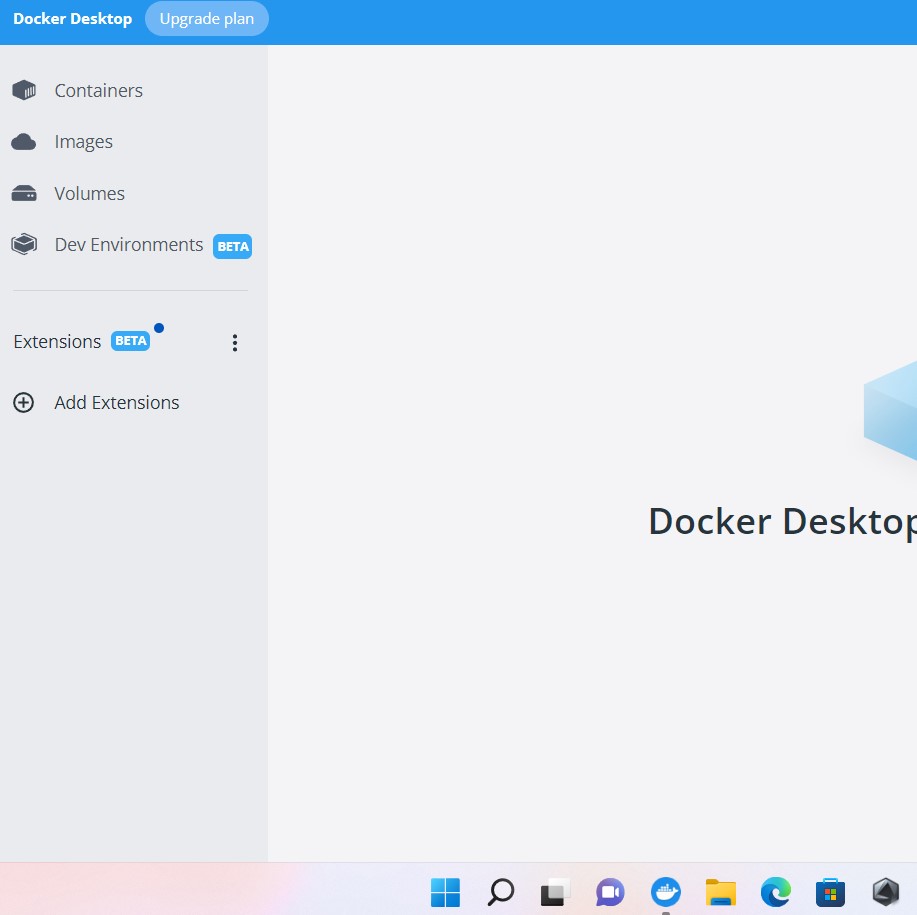 Docker Desktop Upgrade plan
Containers
Images
Volumes
Dev Environments BETA
Extensions BETA
Add Extensions
Docker Desktop